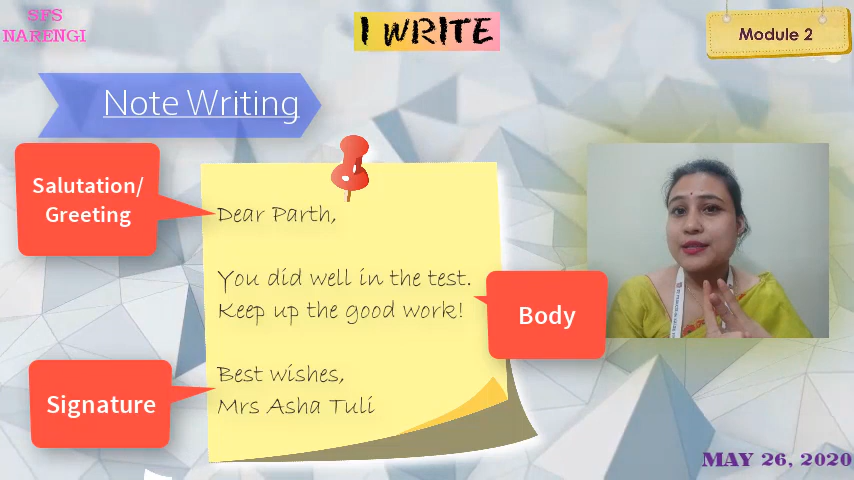 SFS
NARENGI
I WRITE
Module 2
Note Writing
Salutation/
Greeting
Dear Parth,
You did well in the test.
Keep up the good work!
Body
Best wishes,
Mrs Asha Tuli
Signature
MAY 26, 2020